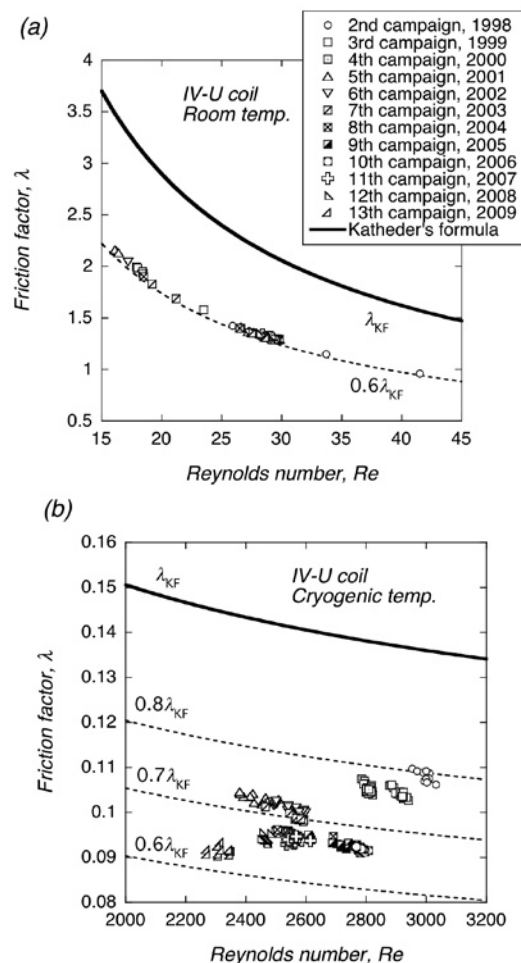 (a)
2nd campaign, 1998
3rd campaign, 1999
4th campaign, 2000
5th campaign, 2001
6th campaign, 2002
7th campaign, 2003
8th campaign, 2004
9th campaign, 2005
10th campaign, 2006
11th campaign, 2007
12th campaign, 2008
13th campaign, 2009
Katheder's formula
IV-U coil
Room temp.
Friction factor, λ
4
3.5
3
2.5
2
1.5
1
0.5
λKF
0.6λKF
15 20 25 30 35 40 45
Reynolds number, Re
(b)
IV-U coil
Cryogenic temp.
Friction factor, λ
0.16
0.15
0.14
0.13
0.12
0.11
0.1
0.09
0.08
λKF
0.8λKF
0.7λKF
0.6λKF
2000 2200 2400 2600 2800 3000 3200
Reynolds number, Re